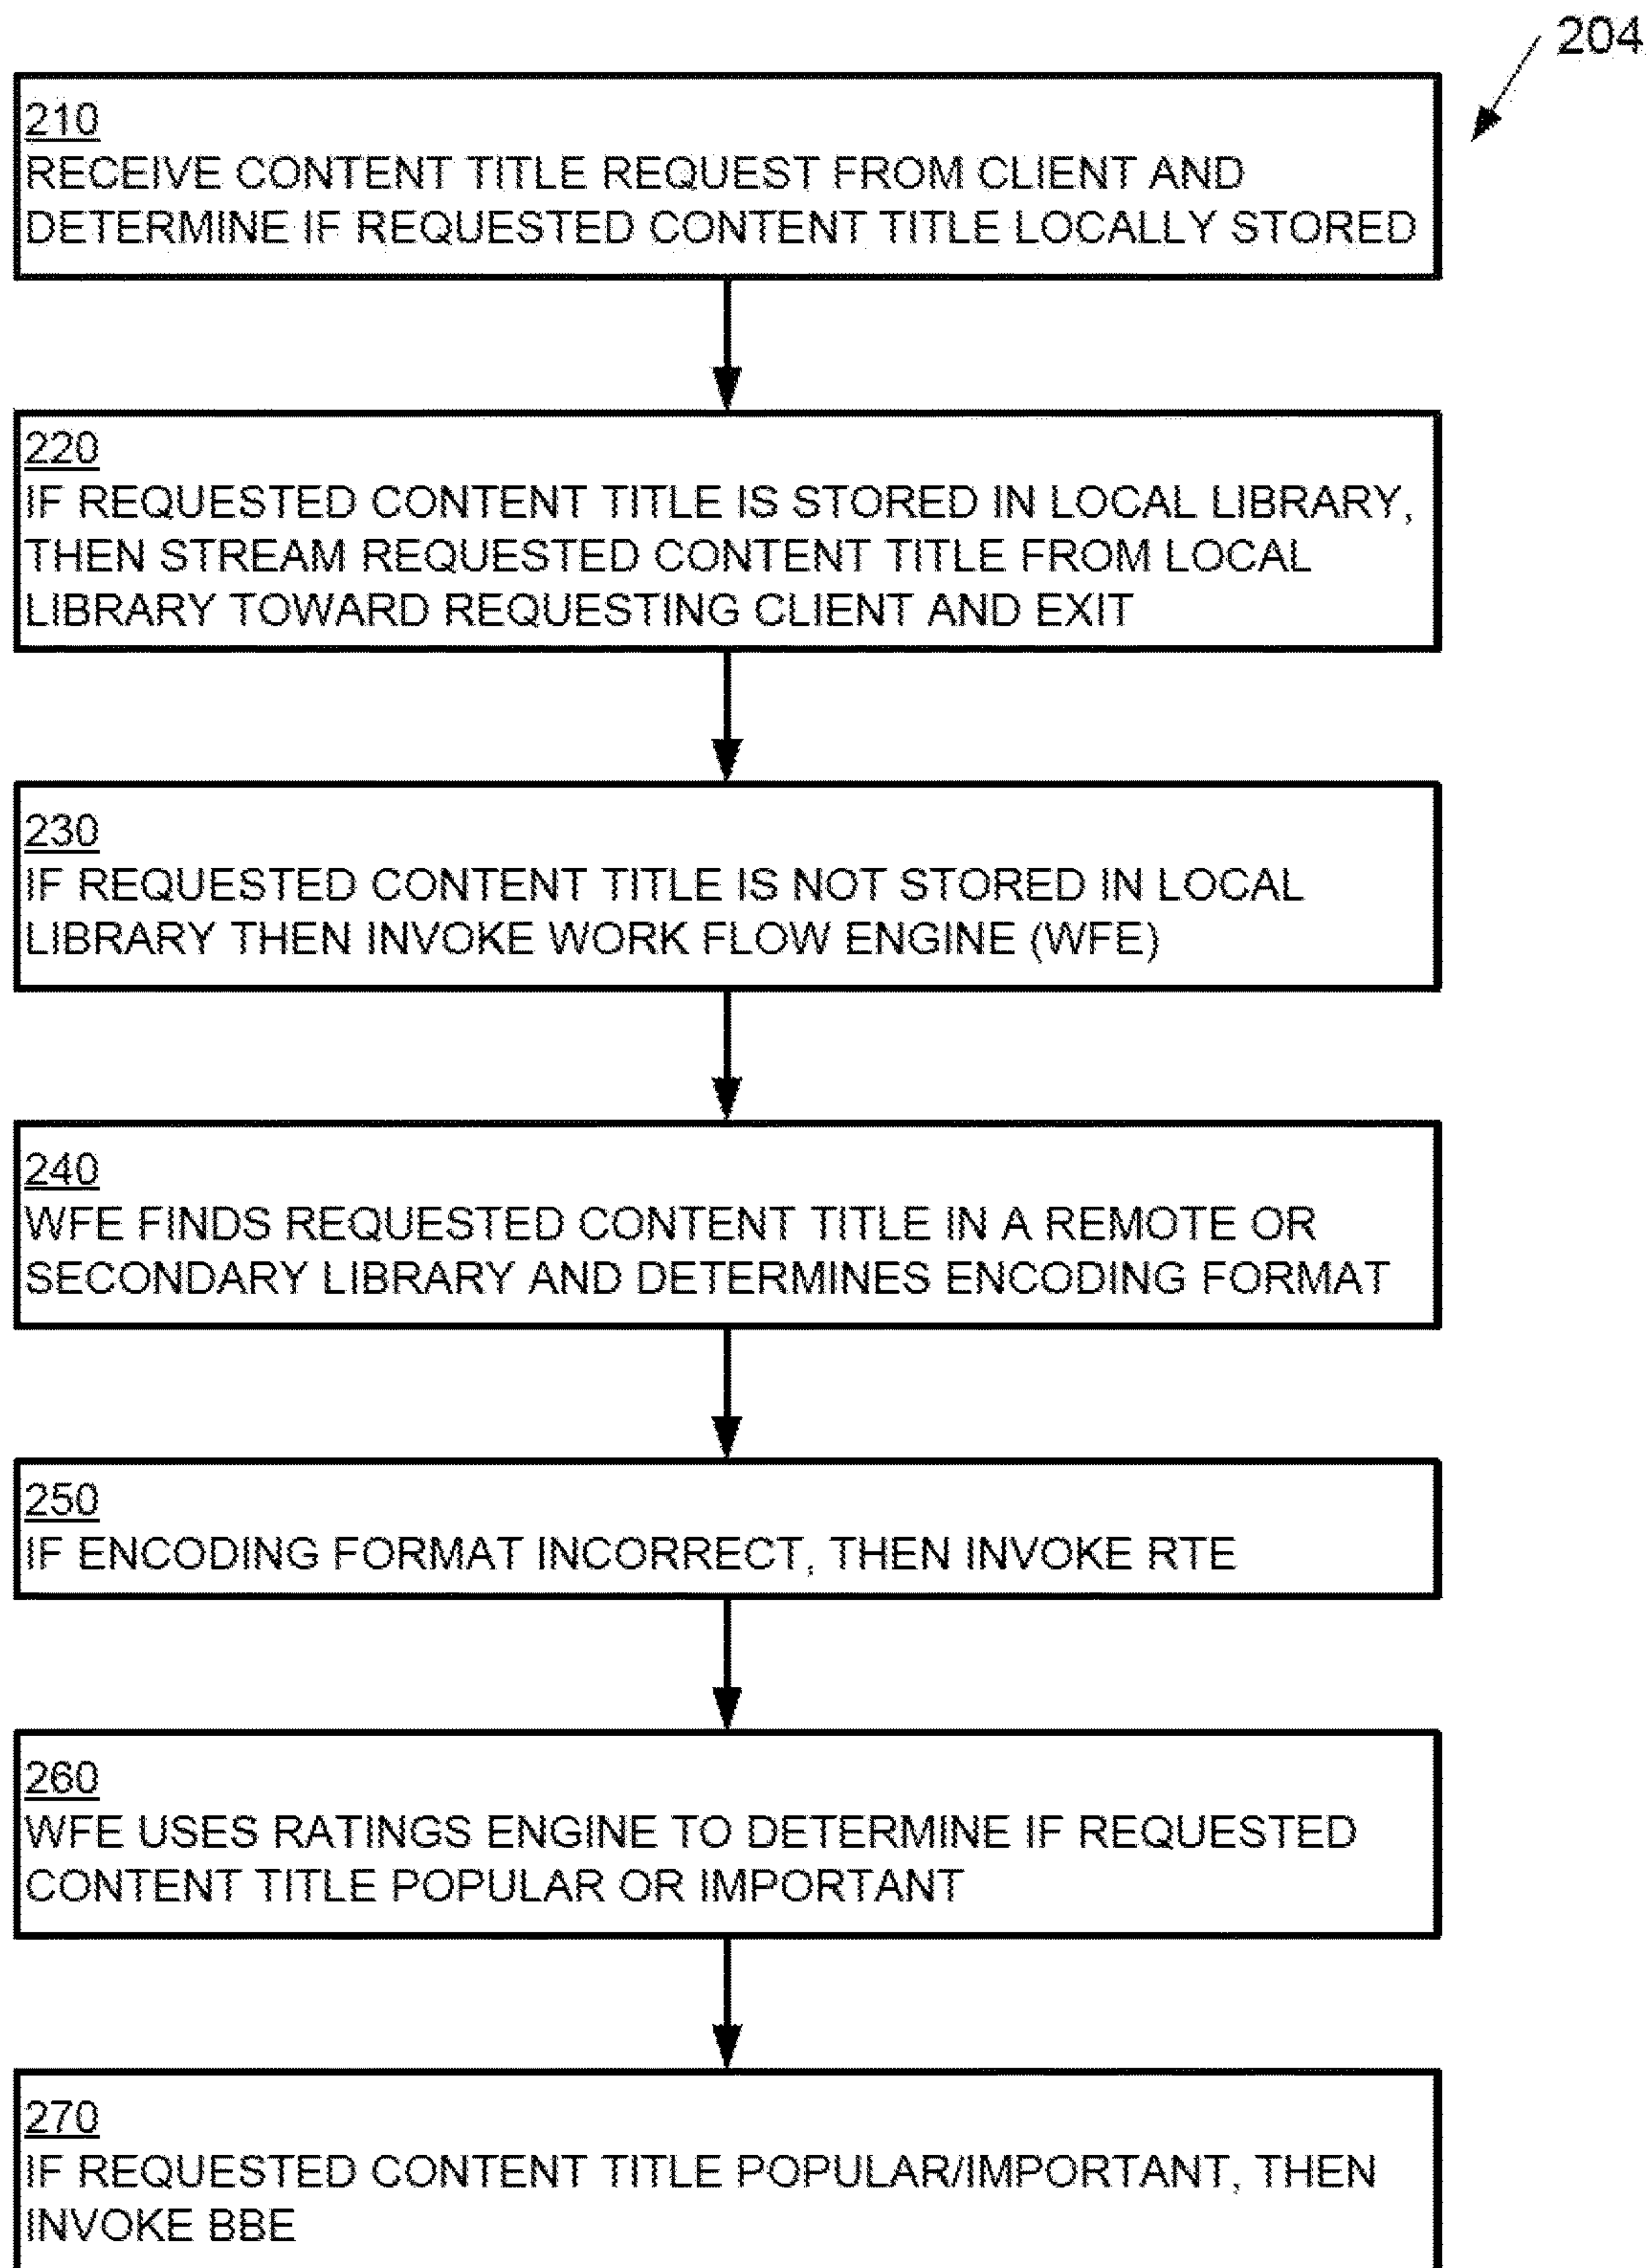 204
210
RECEIVE CONTENT TITLE REQUEST FROM CLIENT AND
DETERMINE IF REQUESTED CONTENT TITLE LOCALLY STORED
220
IF REQUESTED CONTENT TITLE IS STORED IN LOCAL LIBRARY,
THEN STREAM REQUESTED CONTENT TITLE FROM LOCAL
LIBRARY TOWARD REQUESTING CLIENT AND EXIT
230
IF REQUESTED CONTENT TITLE IS NOT STORED IN LOCAL
LIBRARY THEN INVOKE WORK FLOW ENGINE (WFE)
240
WFE FINDS REQUESTED CONTENT TITLE IN A REMOTE OR
SECONDARY LIBRARY AND DETERMINES ENCODING FORMAT
250
IF ENCODING FORMAT INCORRECT, THEN INVOKE RTE
260
WFE USES RATINGS ENGINE TO DETERMINE IF REQUESTED
CONTENT TITLE POPULAR OR IMPORTANT
270
IF REQUESTED CONTENT TITLE POPULAR/IMPORTANT, THEN
INVOKE BBE